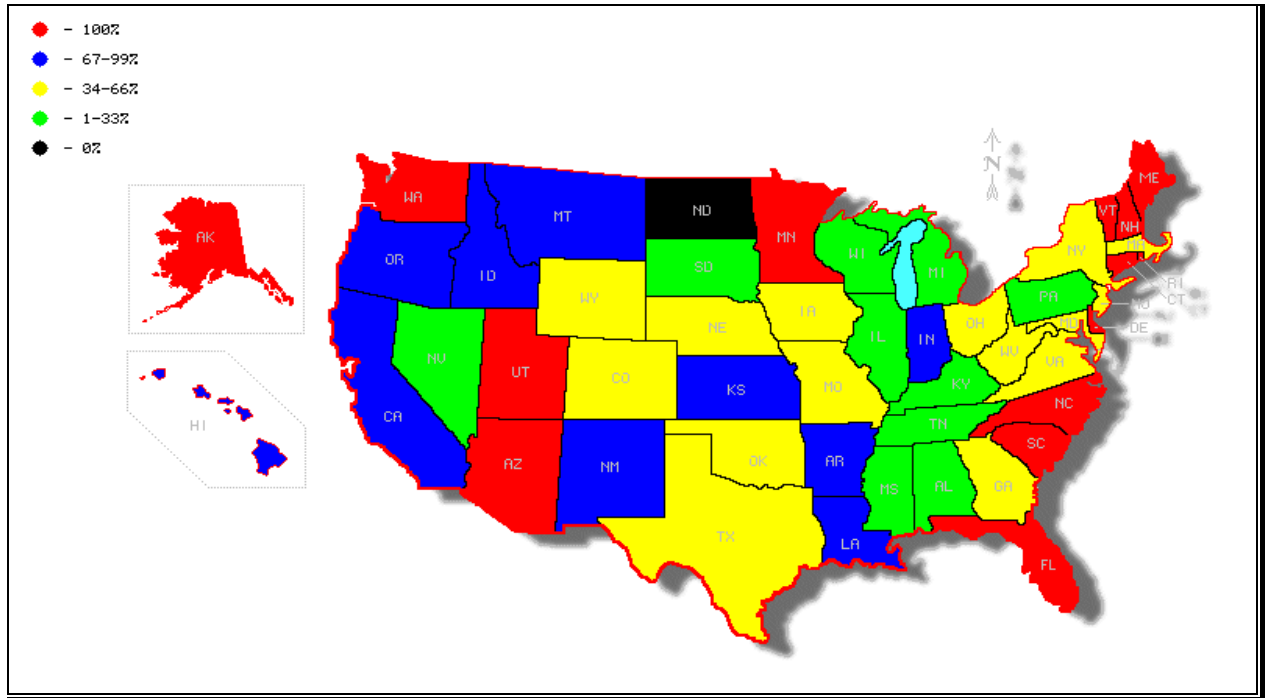 - 100%
- 67-99%
- 34-66%
- 1-33%
- 0%
N
WA
MT
ND
MN
ME
VT
NH
MA
NY
AK
OR
ID
SD
WI
MI
RI
CT
WY
IA
PA
NJ
NE
OH
MD
DE
NV
UT
CO
KS
MO
IL
IN
WV
VA
KY
HI
CA
AZ
NM
OK
AR
TN
NC
SC
MS
AL
GA
TX
LA
FL